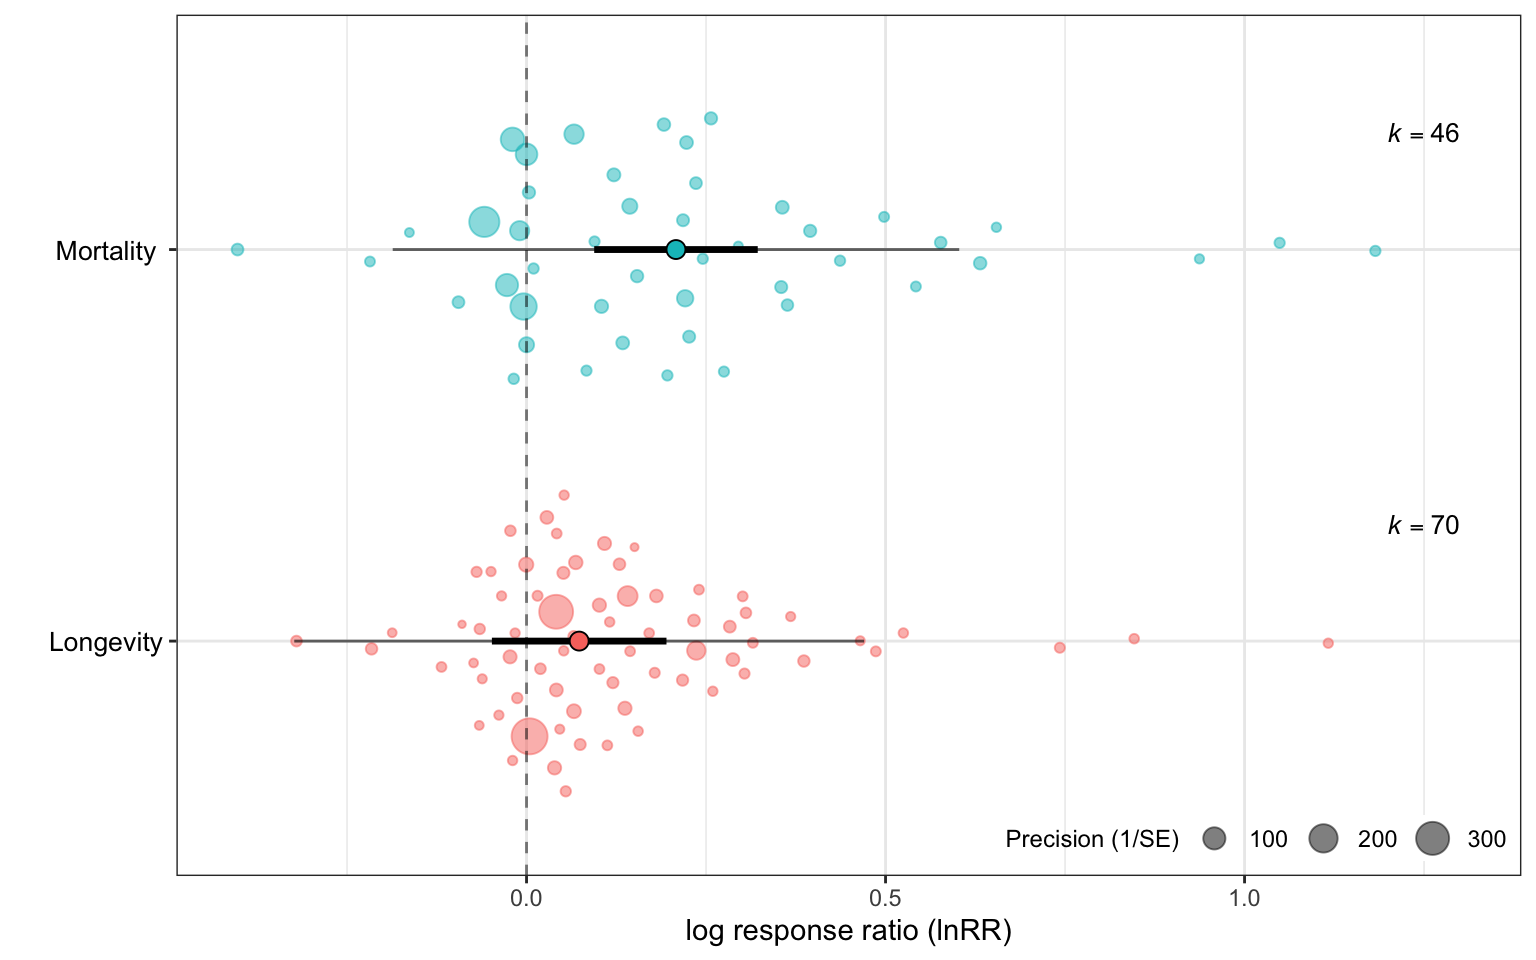 k = 46
Mortality
k = 70
Longevity
Precision (1/SE) 100 200 300
0.0 0.5 1.0
log response ratio (lnRR)